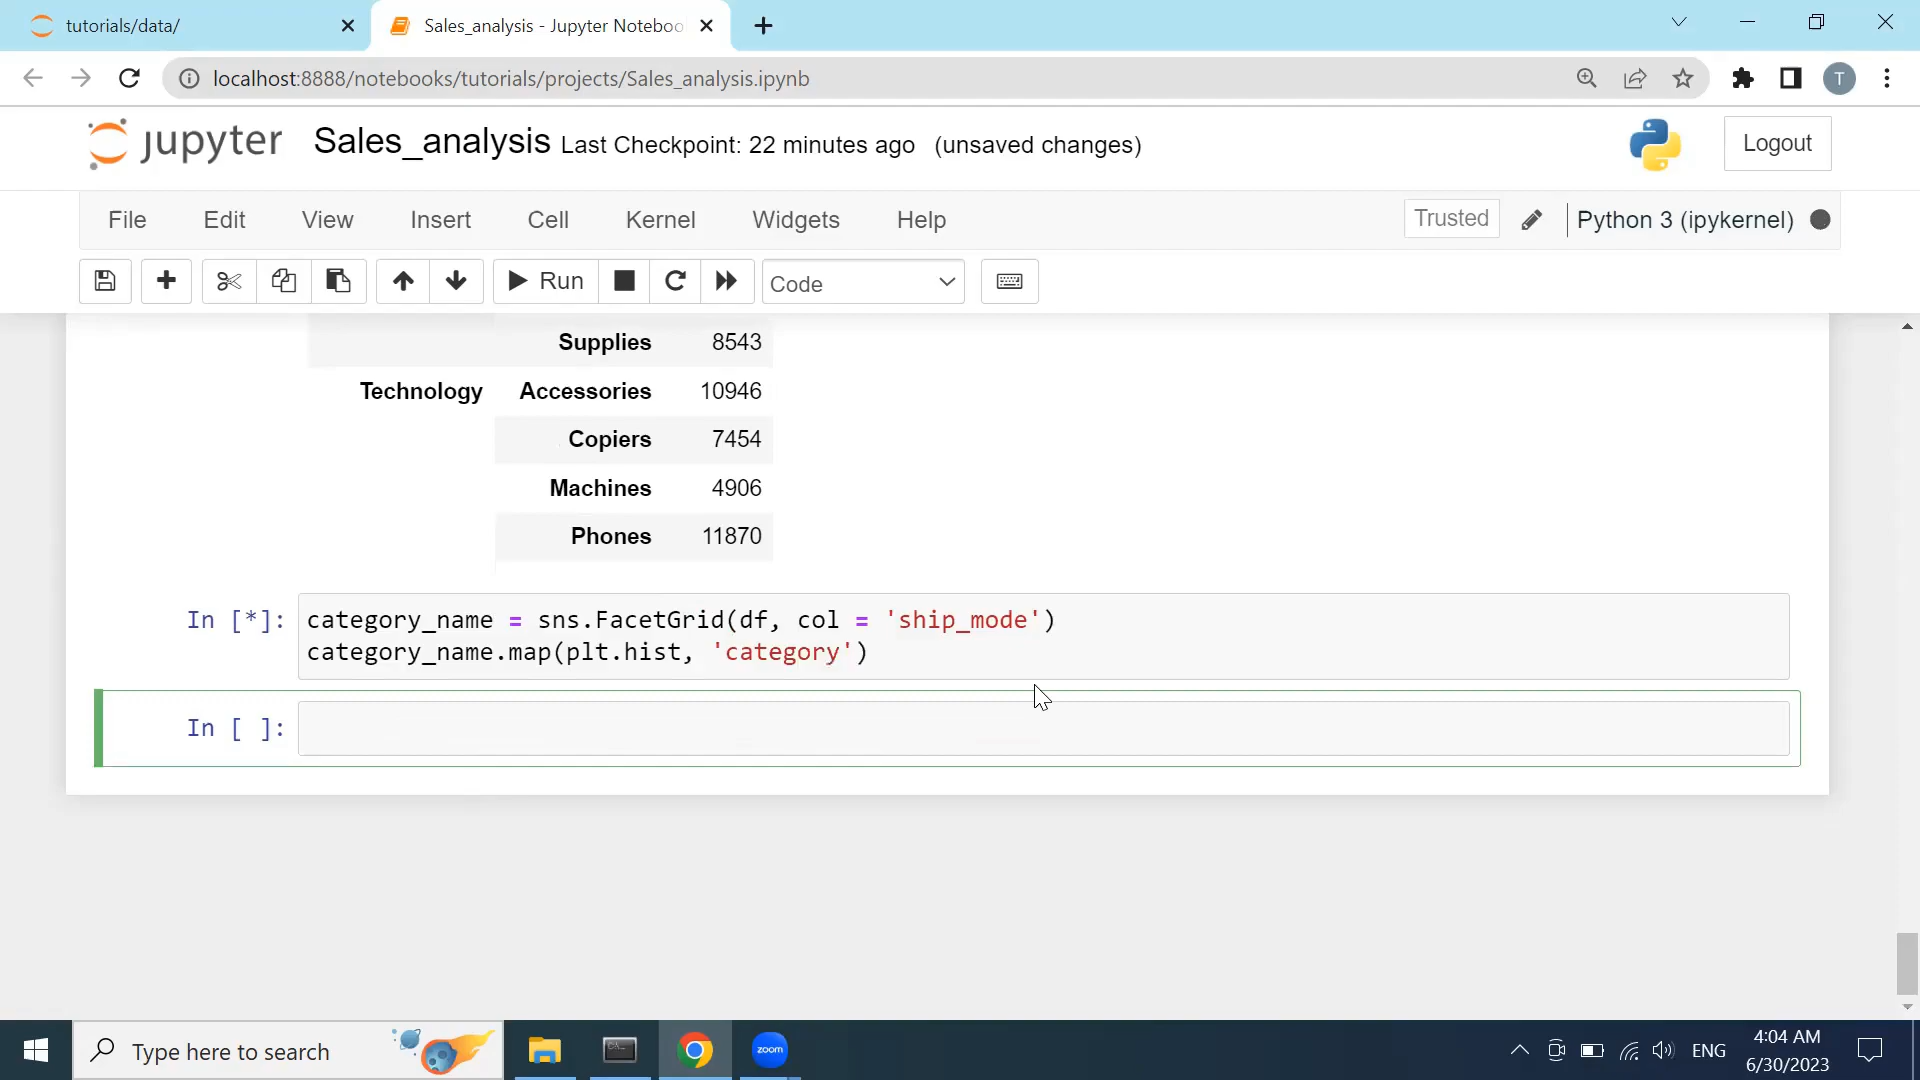 tutorials/data/
Sales_analysis - Jupyter Noteboo
localhost:8888/notebooks/tutorials/projects/Sales_analysis.ipynb
T
jupyter Sales_analysis Last Checkpoint: 22 minutes ago (unsaved changes)
Logout
File Edit View Insert Cell Kernel Widgets Help
Trusted
Python 3 (ipykernel)
Run
Code
Supplies 8543
Technology Accessories 10946
Copiers 7454
Machines 4906
Phones 11870
In [*]: category_name = sns.FacetGrid(df, col = 'ship_mode')
category_name.map(plt.hist, 'category')
In [ ]:
Type here to search
zoom
ENG
4:04 AM
6/30/2023